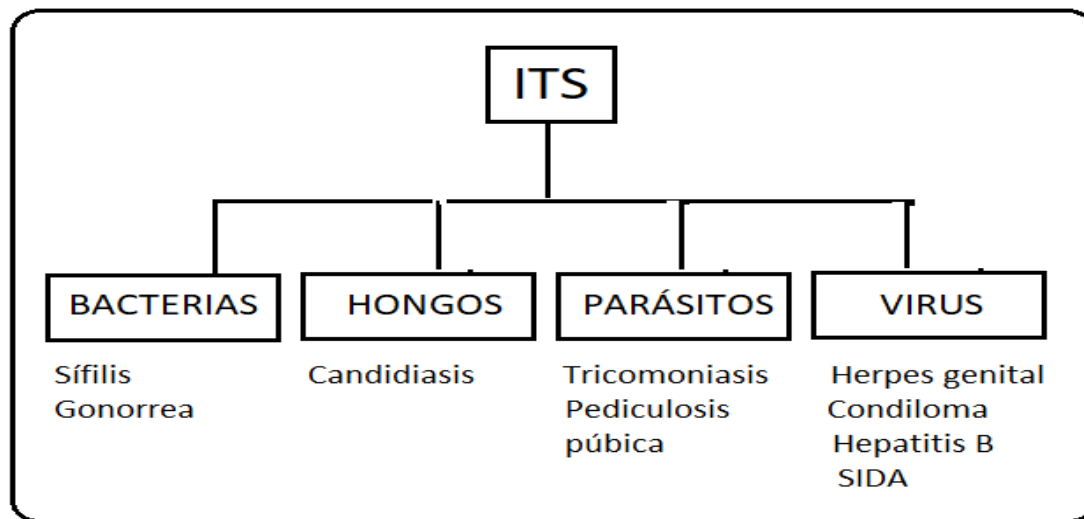 ITS
BACTERIAS
HONGOS
PARÁSITOS
VIRUS
Sífilis
Gonorrea
Candidiasis
Tricomoniasis
Pediculosis
púbica
Herpes genital
Condiloma
Hepatitis B
SIDA